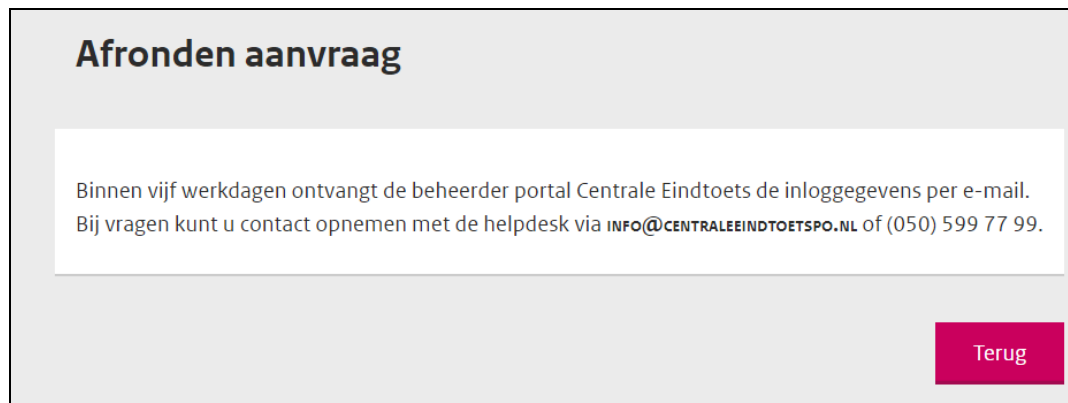 Afronden aanvraag
Binnen vijf werkdagen ontvangt de beheerder portal Centrale Eindtoets de inloggegevens per e-mail.
Bij vragen kunt u contact opnemen met de helpdesk via INFO@CENTRALEEINDTOETSPO.NL of (050) 599 77 99.
Terug